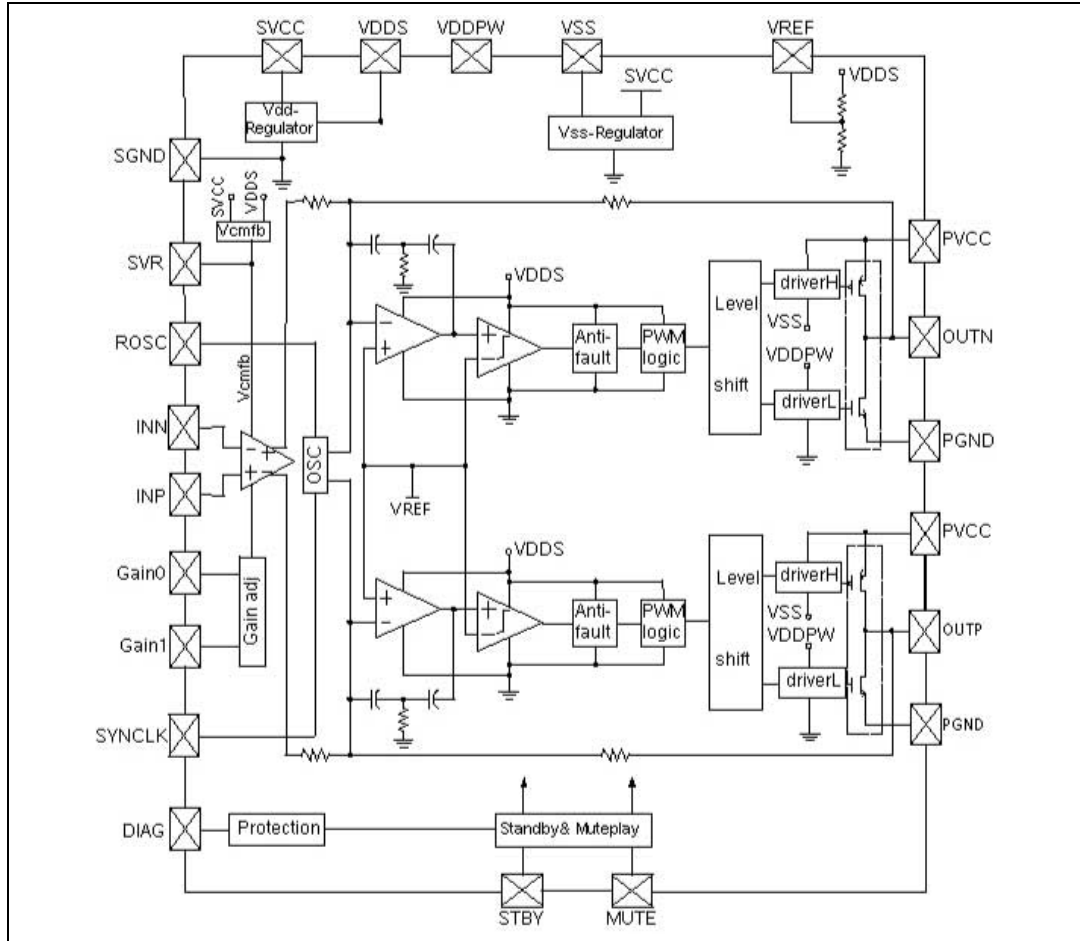 SVCC VDDS VDDPW VSS VREF
SVCC
VDDS
Vdd-
Regulator
Vss-Regulator
SGND
SVCC
VDDS
Vcmfb
SVR
PVCC
VDDS
driverH
Level
shift
ROSC
Anti-
fault
PWM
logic
VSS
OUTN
VDDPW
Vcmfb
driverL
INN
PGND
OSC
INP
VREF
PVCC
VDDS
Gain0
Level
shift
driverH
Gain adj
Anti-
fault
PWM
logic
VSS
VDDPW
OUTP
Gain1
driverL
SYNCLK
PGND
DIAG
Protection
Standby& Muteplay
STBY
MUTE